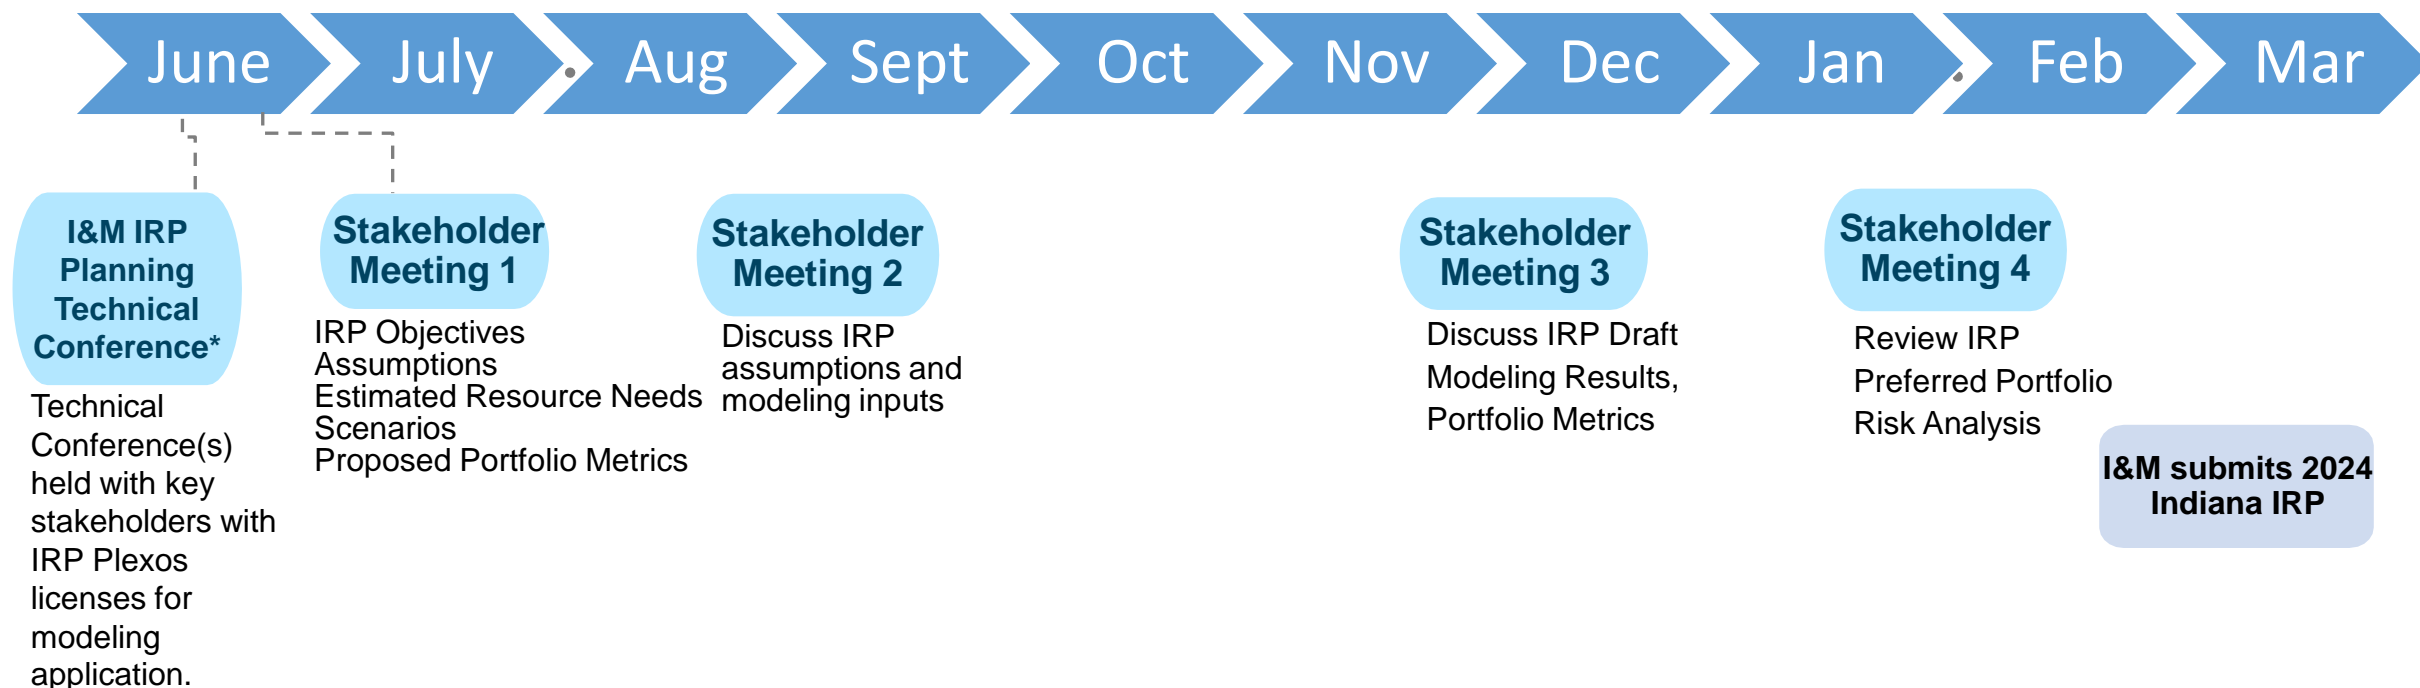 June
July
Aug
Sept
Oct
Nov
Dec
Jan
Feb
Mar
I&M IRP
Planning
Technical
Conference*
Technical
Conference(s)
held with key
stakeholders with
IRP Plexos
licenses for
modeling
application.
Stakeholder
Meeting 1
IRP Objectives
Assumptions
Estimated Resource Needs
Scenarios
Proposed Portfolio Metrics
Stakeholder
Meeting 2
Discuss IRP
assumptions and
modeling inputs
Stakeholder
Meeting 3
Discuss IRP Draft
Modeling Results,
Portfolio Metrics
Stakeholder
Meeting 4
Review IRP
Preferred Portfolio
Risk Analysis
I&M submits 2024
Indiana IRP